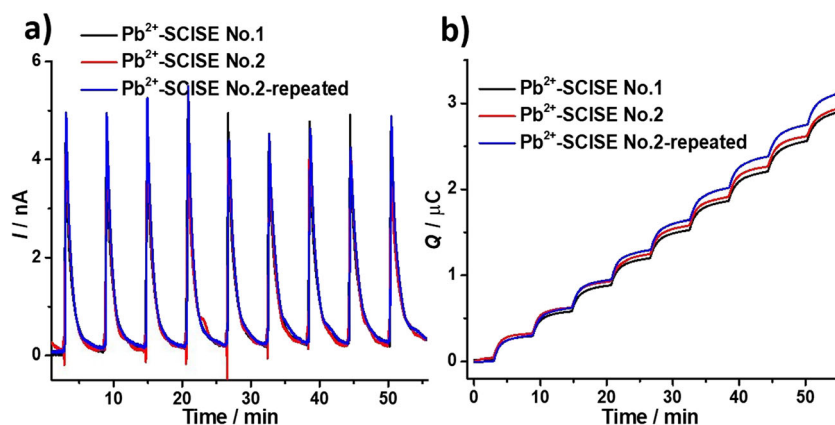 a)
Pb²⁺-SCISE No.1
Pb²⁺-SCISE No.2
Pb²⁺-SCISE No.2-repeated
6
4
2
0
I / nA
10 20 30 40 50
Time / min
b)
Pb²⁺-SCISE No.1
Pb²⁺-SCISE No.2
Pb²⁺-SCISE No.2-repeated
3
2
1
0
Q / μC
0 10 20 30 40 50
Time / min